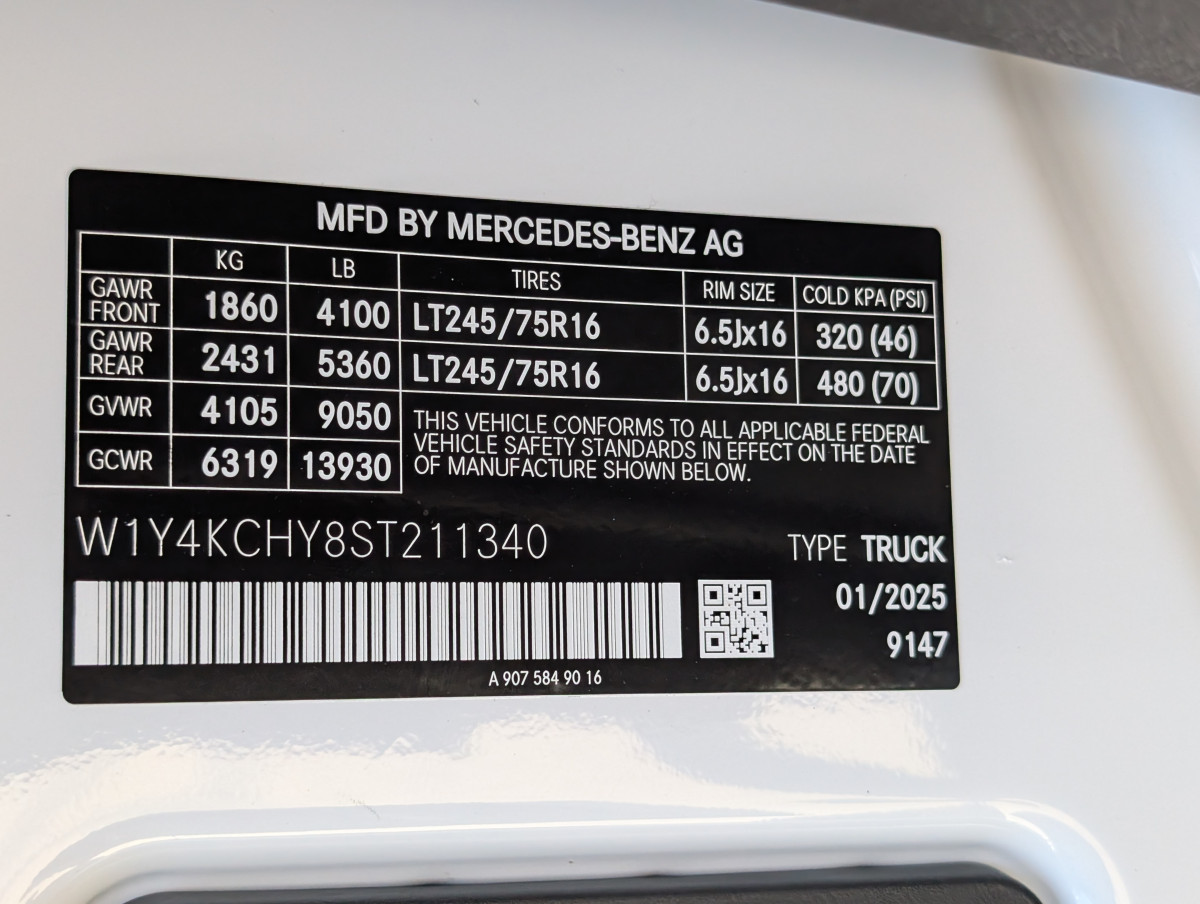 MFD BY MERCEDES-BENZ AG
KG LB TIRES RIM SIZE COLD KPA (PSI)
GAWR FRONT 1860 4100 LT245/75R16 6.5Jx16 320 (46)
GAWR REAR 2431 5360 LT245/75R16 6.5Jx16 480 (70)
GVWR 4105 9050
GCWR 6319 13930
THIS VEHICLE CONFORMS TO ALL APPLICABLE FEDERAL
VEHICLE SAFETY STANDARDS IN EFFECT ON THE DATE
OF MANUFACTURE SHOWN BELOW.
W1Y4KCHY8ST211340
TYPE TRUCK
01/2025
9147
A 907 584 90 16